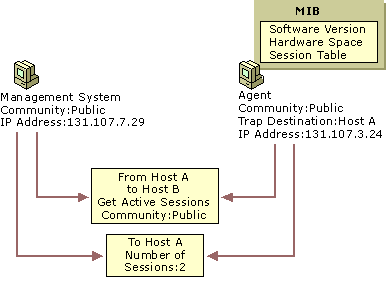 MIB
Software Version
Hardware Space
Session Table
Management System
Community:Public
IP Address:131.107.7.29
Agent
Community:Public
Trap Destination:Host A
IP Address:131.107.3.24
From Host A
to Host B
Get Active Sessions
Community:Public
To Host A
Number of
Sessions:2